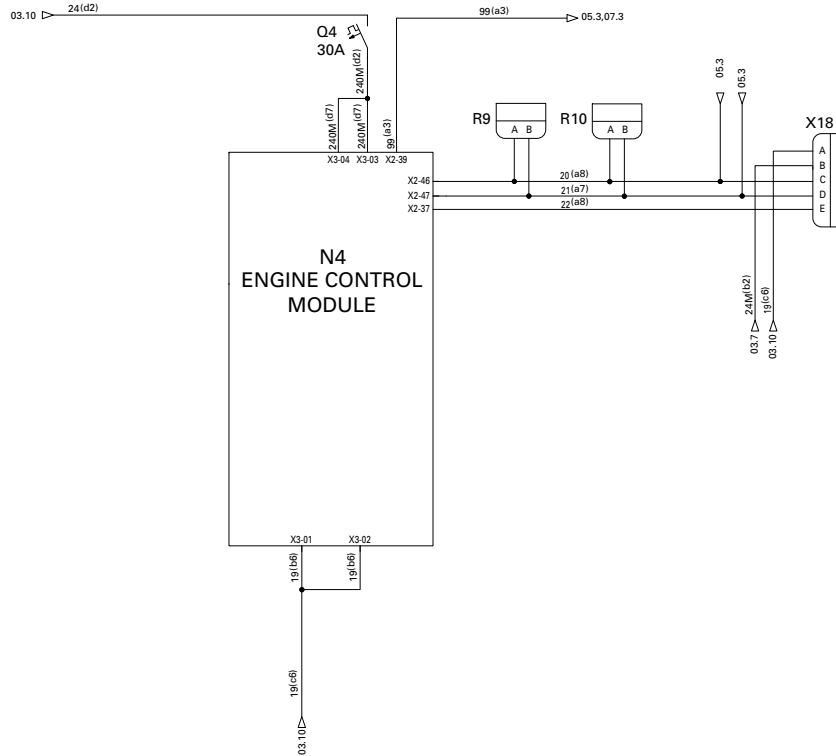 03.10
24(d2)
Q4
30A
99(a3)
05.3,07.3
240M(d2)
240M(d7)
240M(d7)
99(a3)
X3-04
X3-03
X2-39
R9
A B
R10
A B
05.3
05.3
X18
A
B
C
D
E
X2-46
20(a8)
X2-47
21(a7)
X2-37
22(a8)
N4
ENGINE CONTROL
MODULE
24M(b2)
19(c6)
03.7
03.10
X3-01
X3-02
19(b6)
19(b6)
19(c6)
03.10